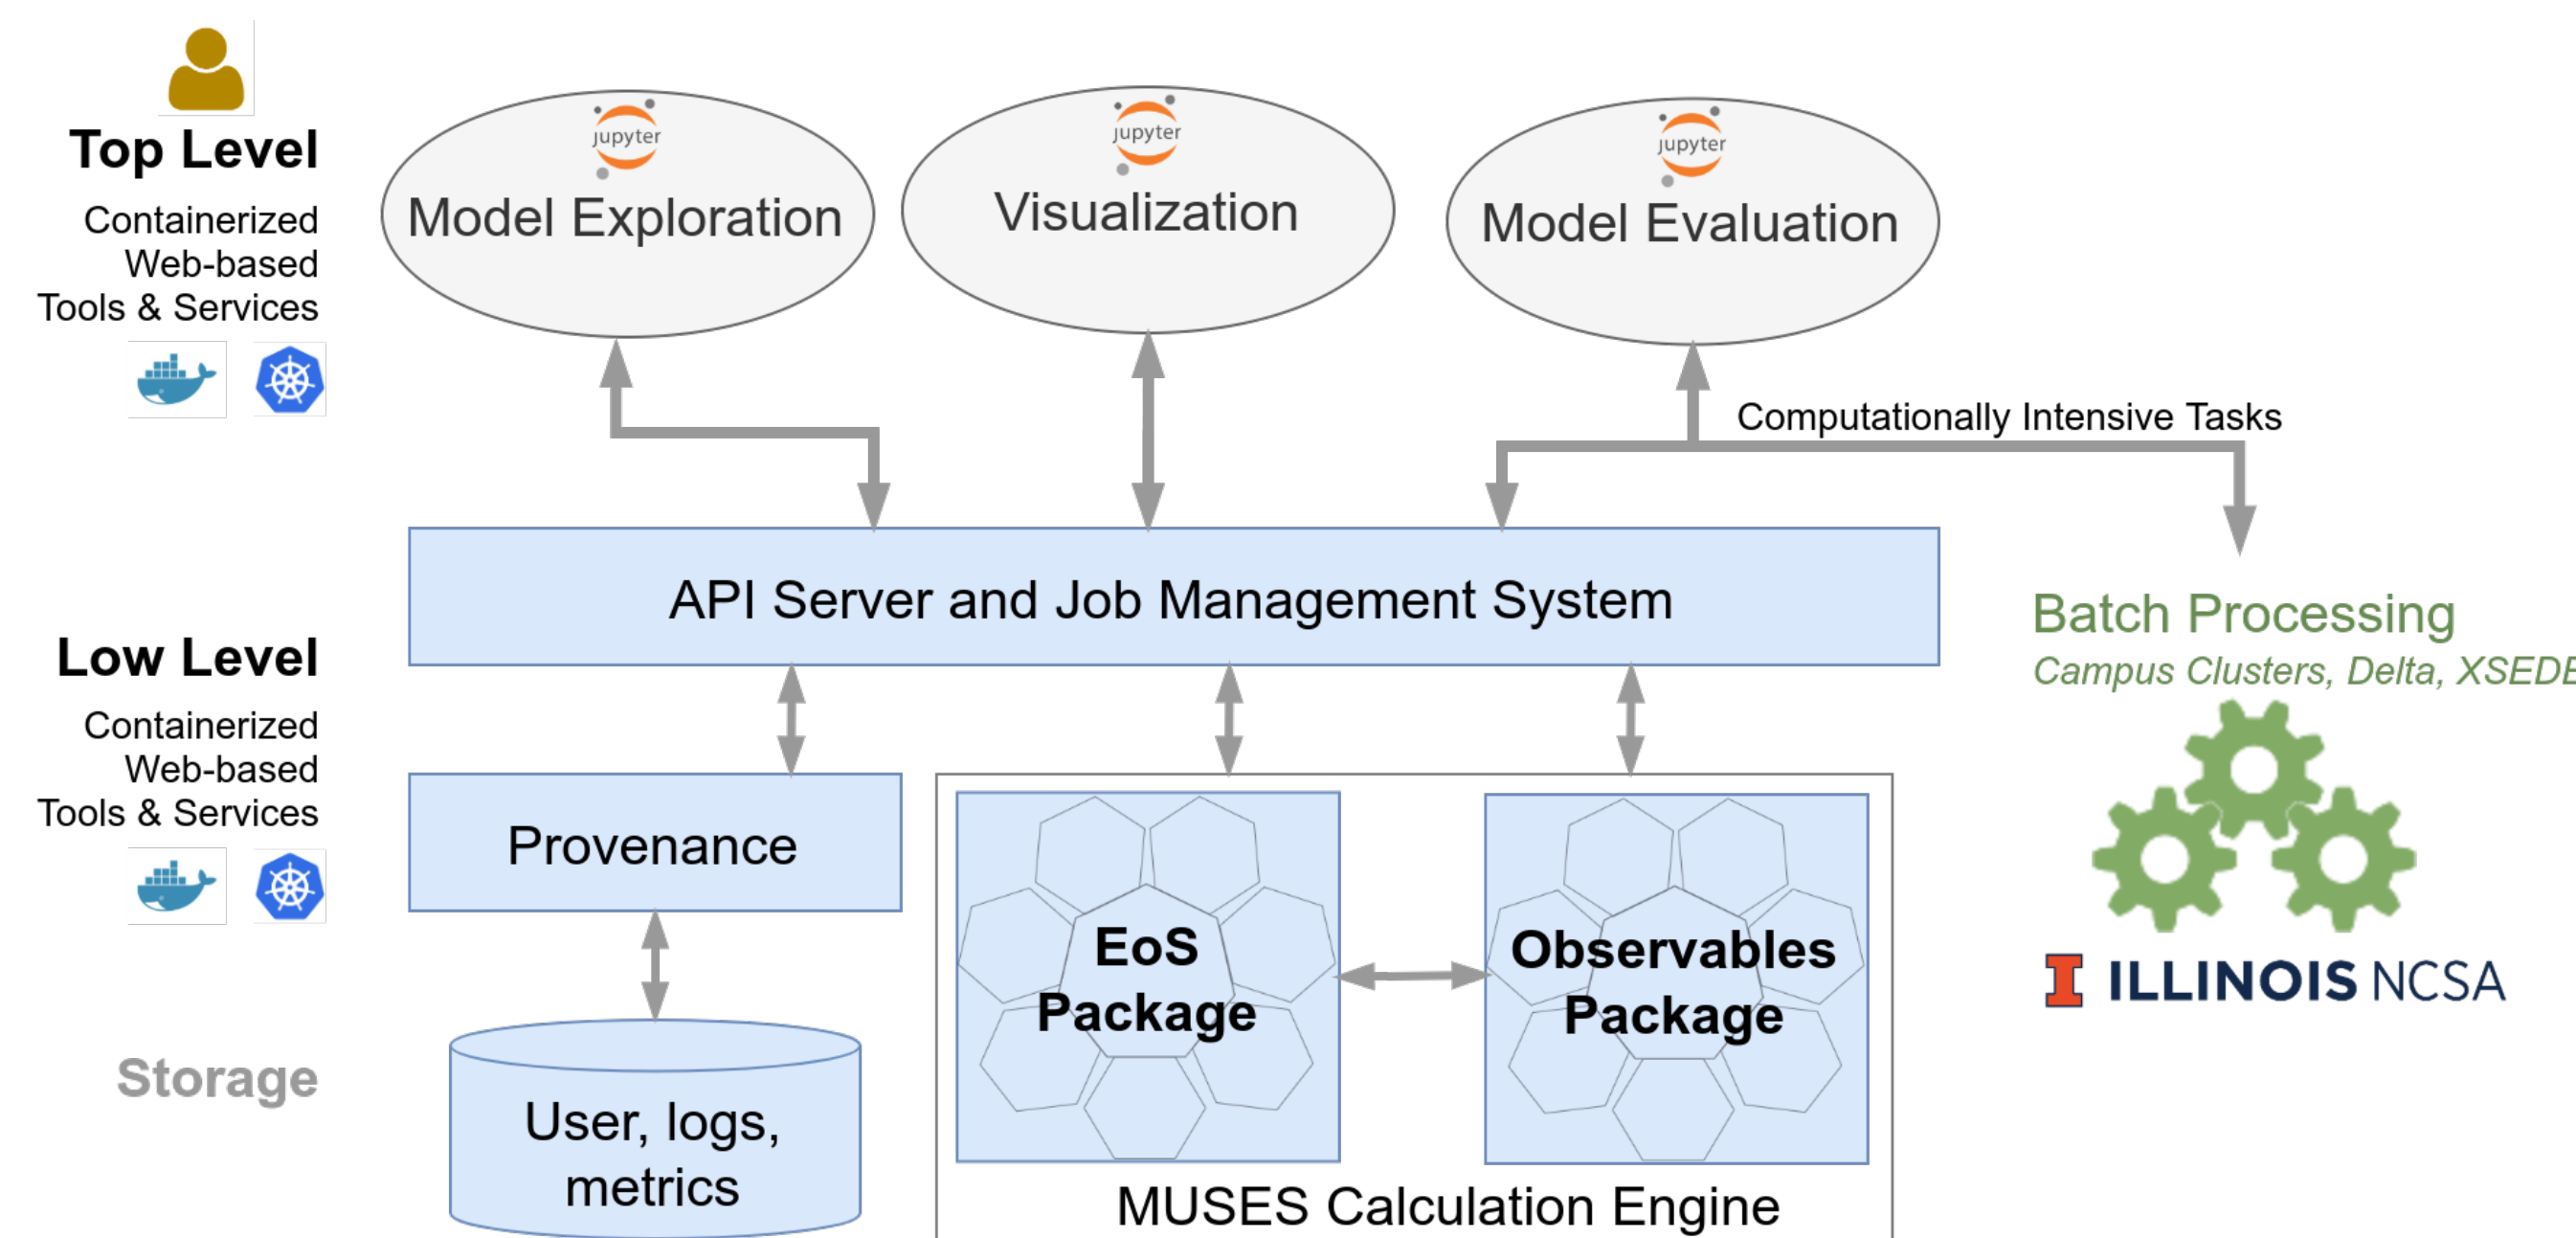 Top Level
Containerized
Web-based
Tools & Services
jupyter
Model Exploration
jupyter
Visualization
jupyter
Model Evaluation
Computationally Intensive Tasks
API Server and Job Management System
Low Level
Containerized
Web-based
Tools & Services
Batch Processing
Campus Clusters, Delta, XSEDE
Provenance
EoS
Package
Observables
Package
I ILLINOIS NCSA
Storage
User, logs,
metrics
MUSES Calculation Engine